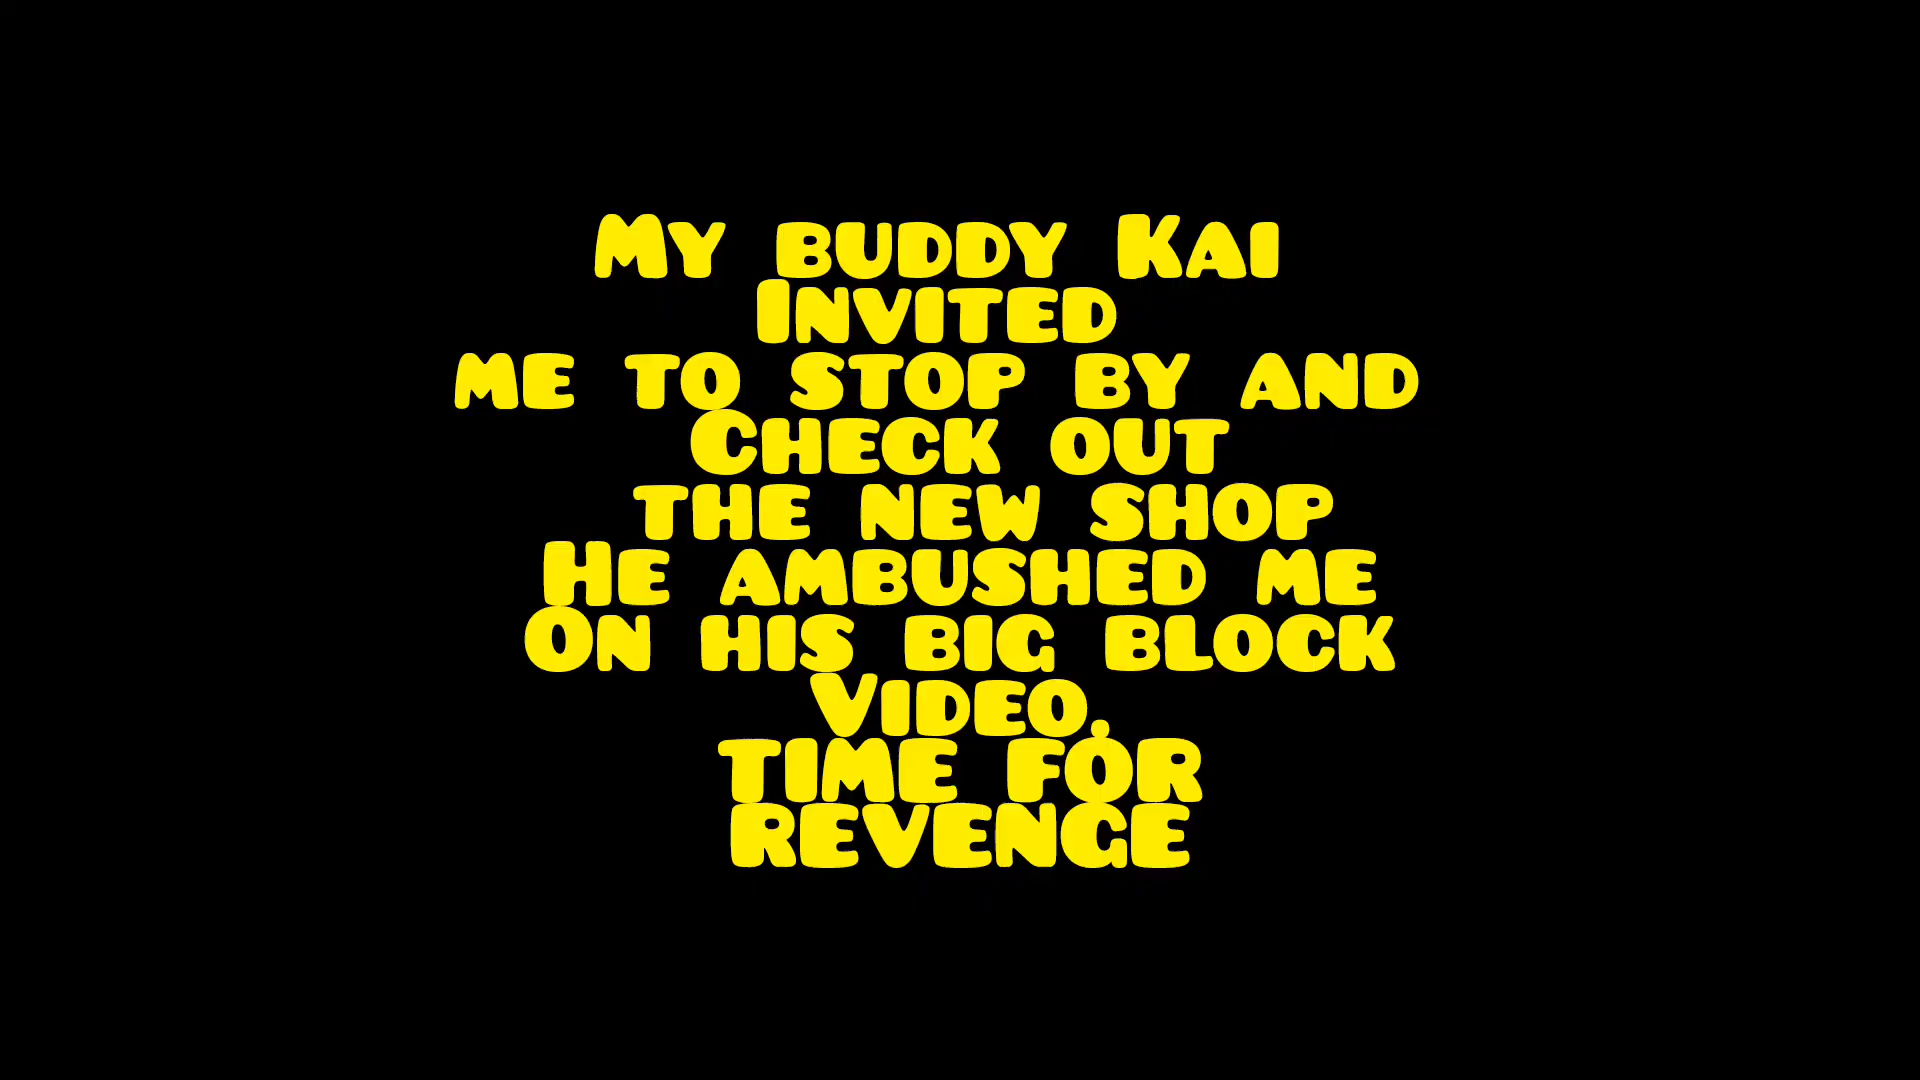 My buddy Kai
Invited
me to stop by and
Check out
the new shop
He ambushed me
On his big block
Video.
TIME FOR
REVENGE